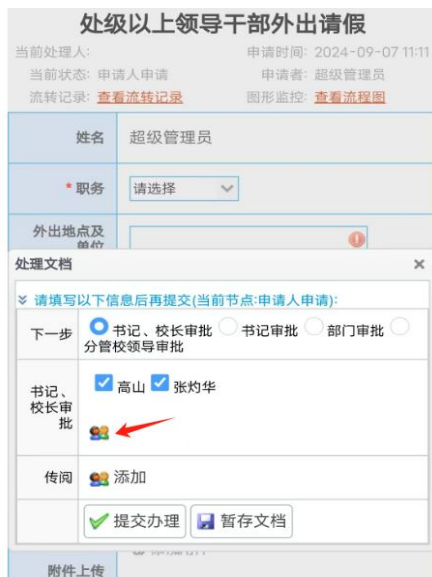 处级以上领导干部外出请假
当前处理人: 申请时间: 2024-09-07 11:11
当前状态: 申请人申请 申请者: 超级管理员
流转记录: 查看流转记录 图形监控: 查看流程图
姓名 超级管理员
* 职务 请选择
外出地点及
单位
处理文档 ×
请填写以下信息后再提交(当前节点:申请人申请):
下一步 书记、校长审批 书记审批 部门审批
分管校领导审批
书记、
校长审
批
高山 张灼华
传阅 添加
提交办理 暂存文档
附件上传